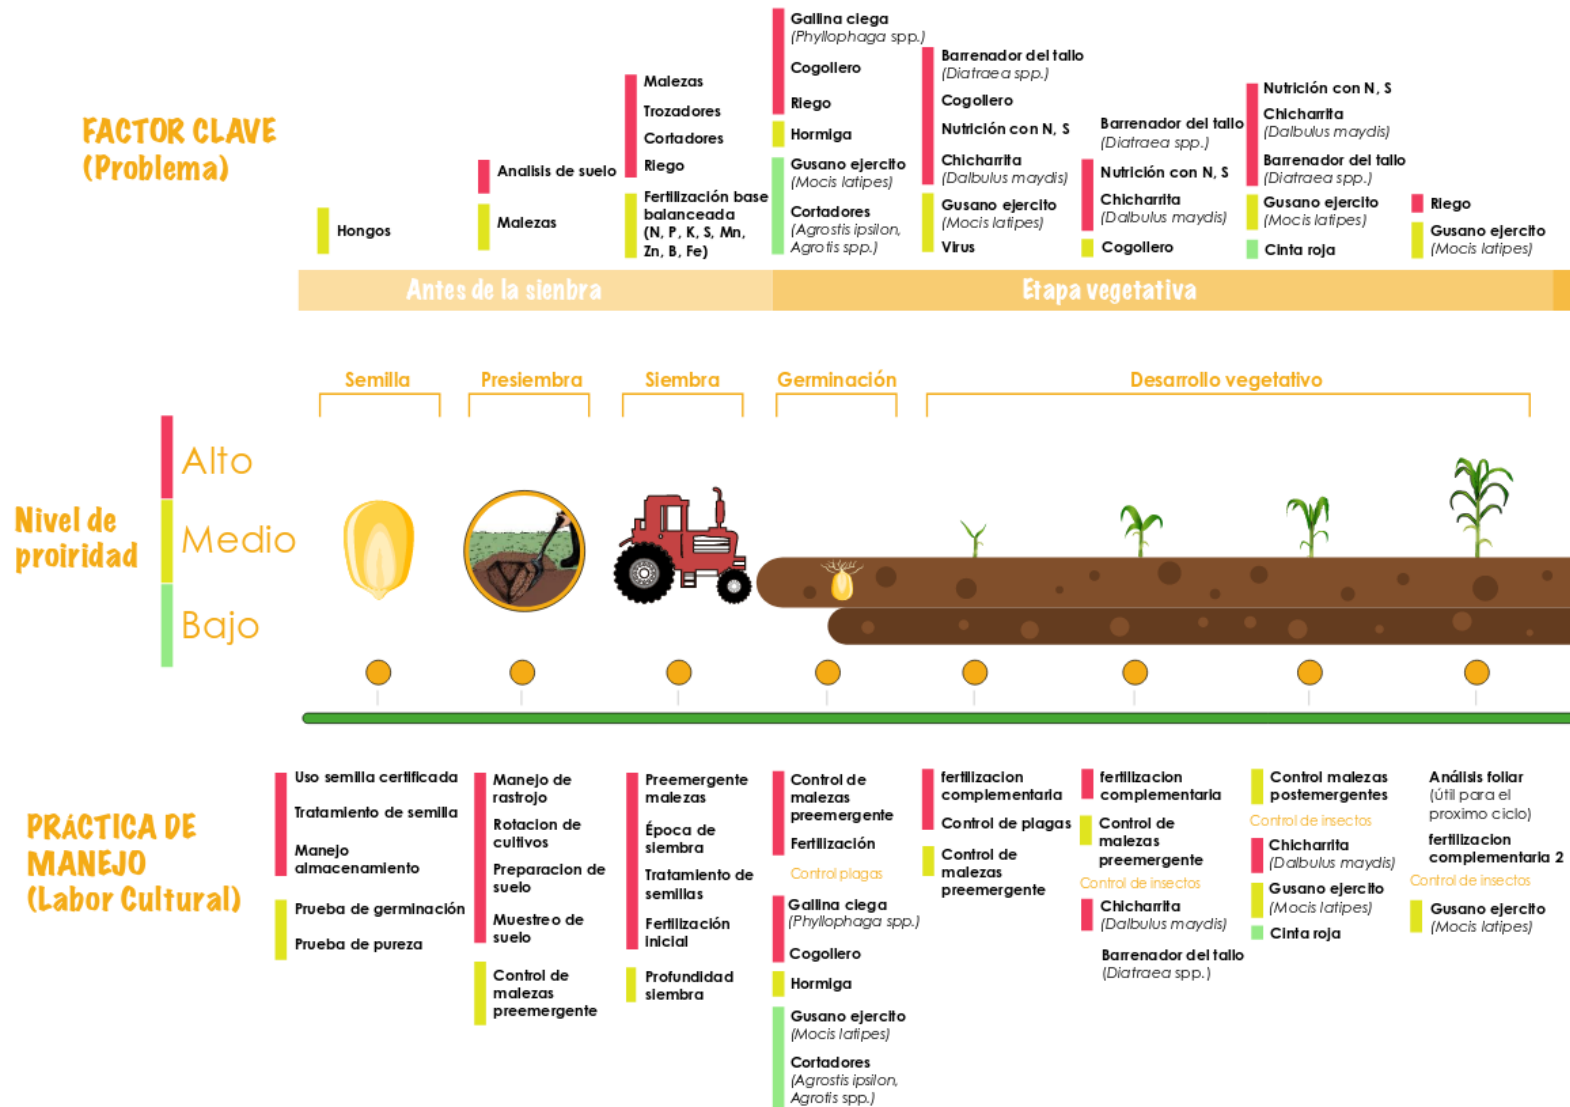 FACTOR CLAVE
(Problema)
Hongos
Analisis de suelo
Malezas
Malezas
Trozadores
Cortadores
Riego
Fertilización base
balanceada
(N, P, K, S, Mn,
Zn, B, Fe)
Gallina ciega
(Phyllophaga spp.)
Cogollero
Riego
Hormiga
Gusano ejercito
(Mocis latipes)
Cortadores
(Agrostis ipsilon,
Agrotis spp.)
Barrenador del tallo
(Diatraea spp.)
Cogollero
Nutrición con N, S
Chicharrita
(Dalbulus maydis)
Gusano ejercito
(Mocis latipes)
Virus
Barrenador del tallo
(Diatraea spp.)
Nutrición con N, S
Chicharrita
(Dalbulus maydis)
Cogollero
Nutrición con N, S
Chicharrita
(Dalbulus maydis)
Barrenador del tallo
(Diatraea spp.)
Gusano ejercito
(Mocis latipes)
Cinta roja
Riego
Gusano ejercito
(Mocis latipes)
Antes de la sienbra
Etapa vegetativa
Semilla
Presiembra
Siembra
Germinación
Desarrollo vegetativo
Nivel de
proiridad
Alto
Medio
Bajo
PRÁCTICA DE
MANEJO
(Labor Cultural)
Uso semilla certificada
Tratamiento de semilla
Manejo
almacenamiento
Prueba de germinación
Prueba de pureza
Manejo de
rastrojo
Rotacion de
cultivos
Preparacion de
suelo
Muestreo de
suelo
Control de
malezas
preemergente
Preemergente
malezas
Época de
siembra
Tratamiento de
semillas
Fertilización
inicial
Profundidad
siembra
Control de
malezas
preemergente
Fertilización
Control plagas
Gallina ciega
(Phyllophaga spp.)
Cogollero
Hormiga
Gusano ejercito
(Mocis latipes)
Cortadores
(Agrostis ipsilon,
Agrotis spp.)
fertilizacion
complementaria
Control de plagas
Control de
malezas
preemergente
fertilizacion
complementaria
Control de
malezas
preemergente
Control de insectos
Chicharrita
(Dalbulus maydis)
Barrenador del tallo
(Diatraea spp.)
Control malezas
postemergentes
Control de insectos
Chicharrita
(Dalbulus maydis)
Gusano ejercito
(Mocis latipes)
Cinta roja
Análisis foliar
(útil para el
proximo ciclo)
fertilizacion
complementaria 2
Control de insectos
Gusano ejercito
(Mocis latipes)